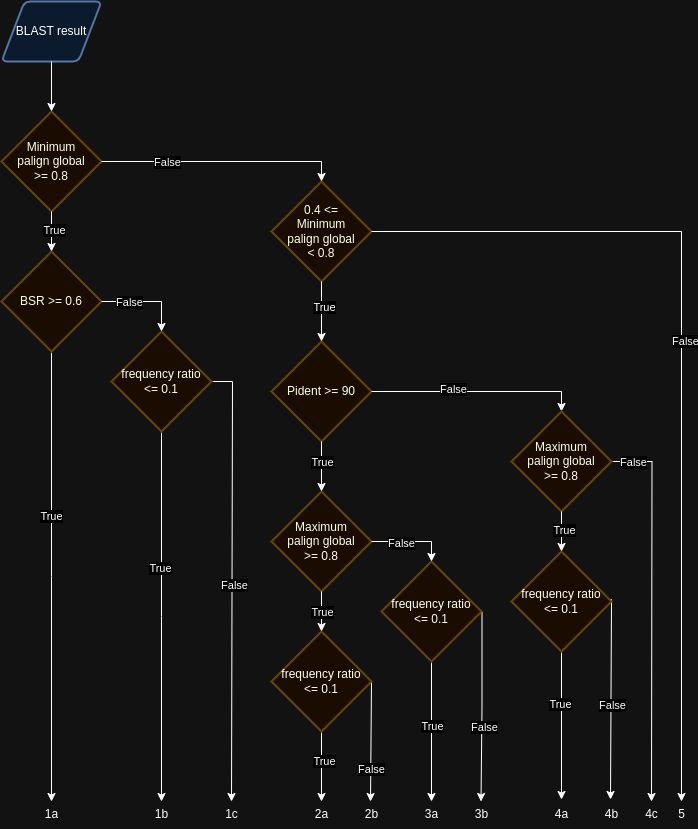 BLAST result
Minimum
palign global
>= 0.8
False
True
0.4 <=
Minimum
palign global
< 0.8
False
True
BSR >= 0.6
False
True
frequency ratio
<= 0.1
True
False
Pident >= 90
False
True
Maximum
palign global
>= 0.8
False
True
Maximum
palign global
>= 0.8
False
True
frequency ratio
<= 0.1
True
False
frequency ratio
<= 0.1
True
False
frequency ratio
<= 0.1
True
False
1a
1b
1c
2a
2b
3a
3b
4a
4b
4c
5